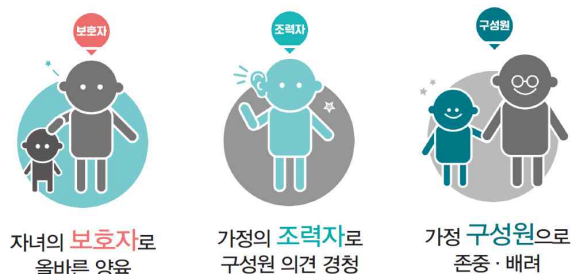 보호자
조력자
구성원
자녀의 보호자로
올바른 양육
가정의 조력자로
구성원 의견 경청
가정 구성원으로
존중 · 배려